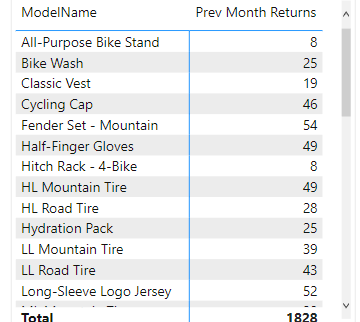 ModelName Prev Month Returns
All-Purpose Bike Stand 8
Bike Wash 25
Classic Vest 19
Cycling Cap 46
Fender Set - Mountain 54
Half-Finger Gloves 49
Hitch Rack - 4-Bike 8
HL Mountain Tire 49
HL Road Tire 28
Hydration Pack 25
LL Mountain Tire 39
LL Road Tire 43
Long-Sleeve Logo Jersey 52
Total 1828